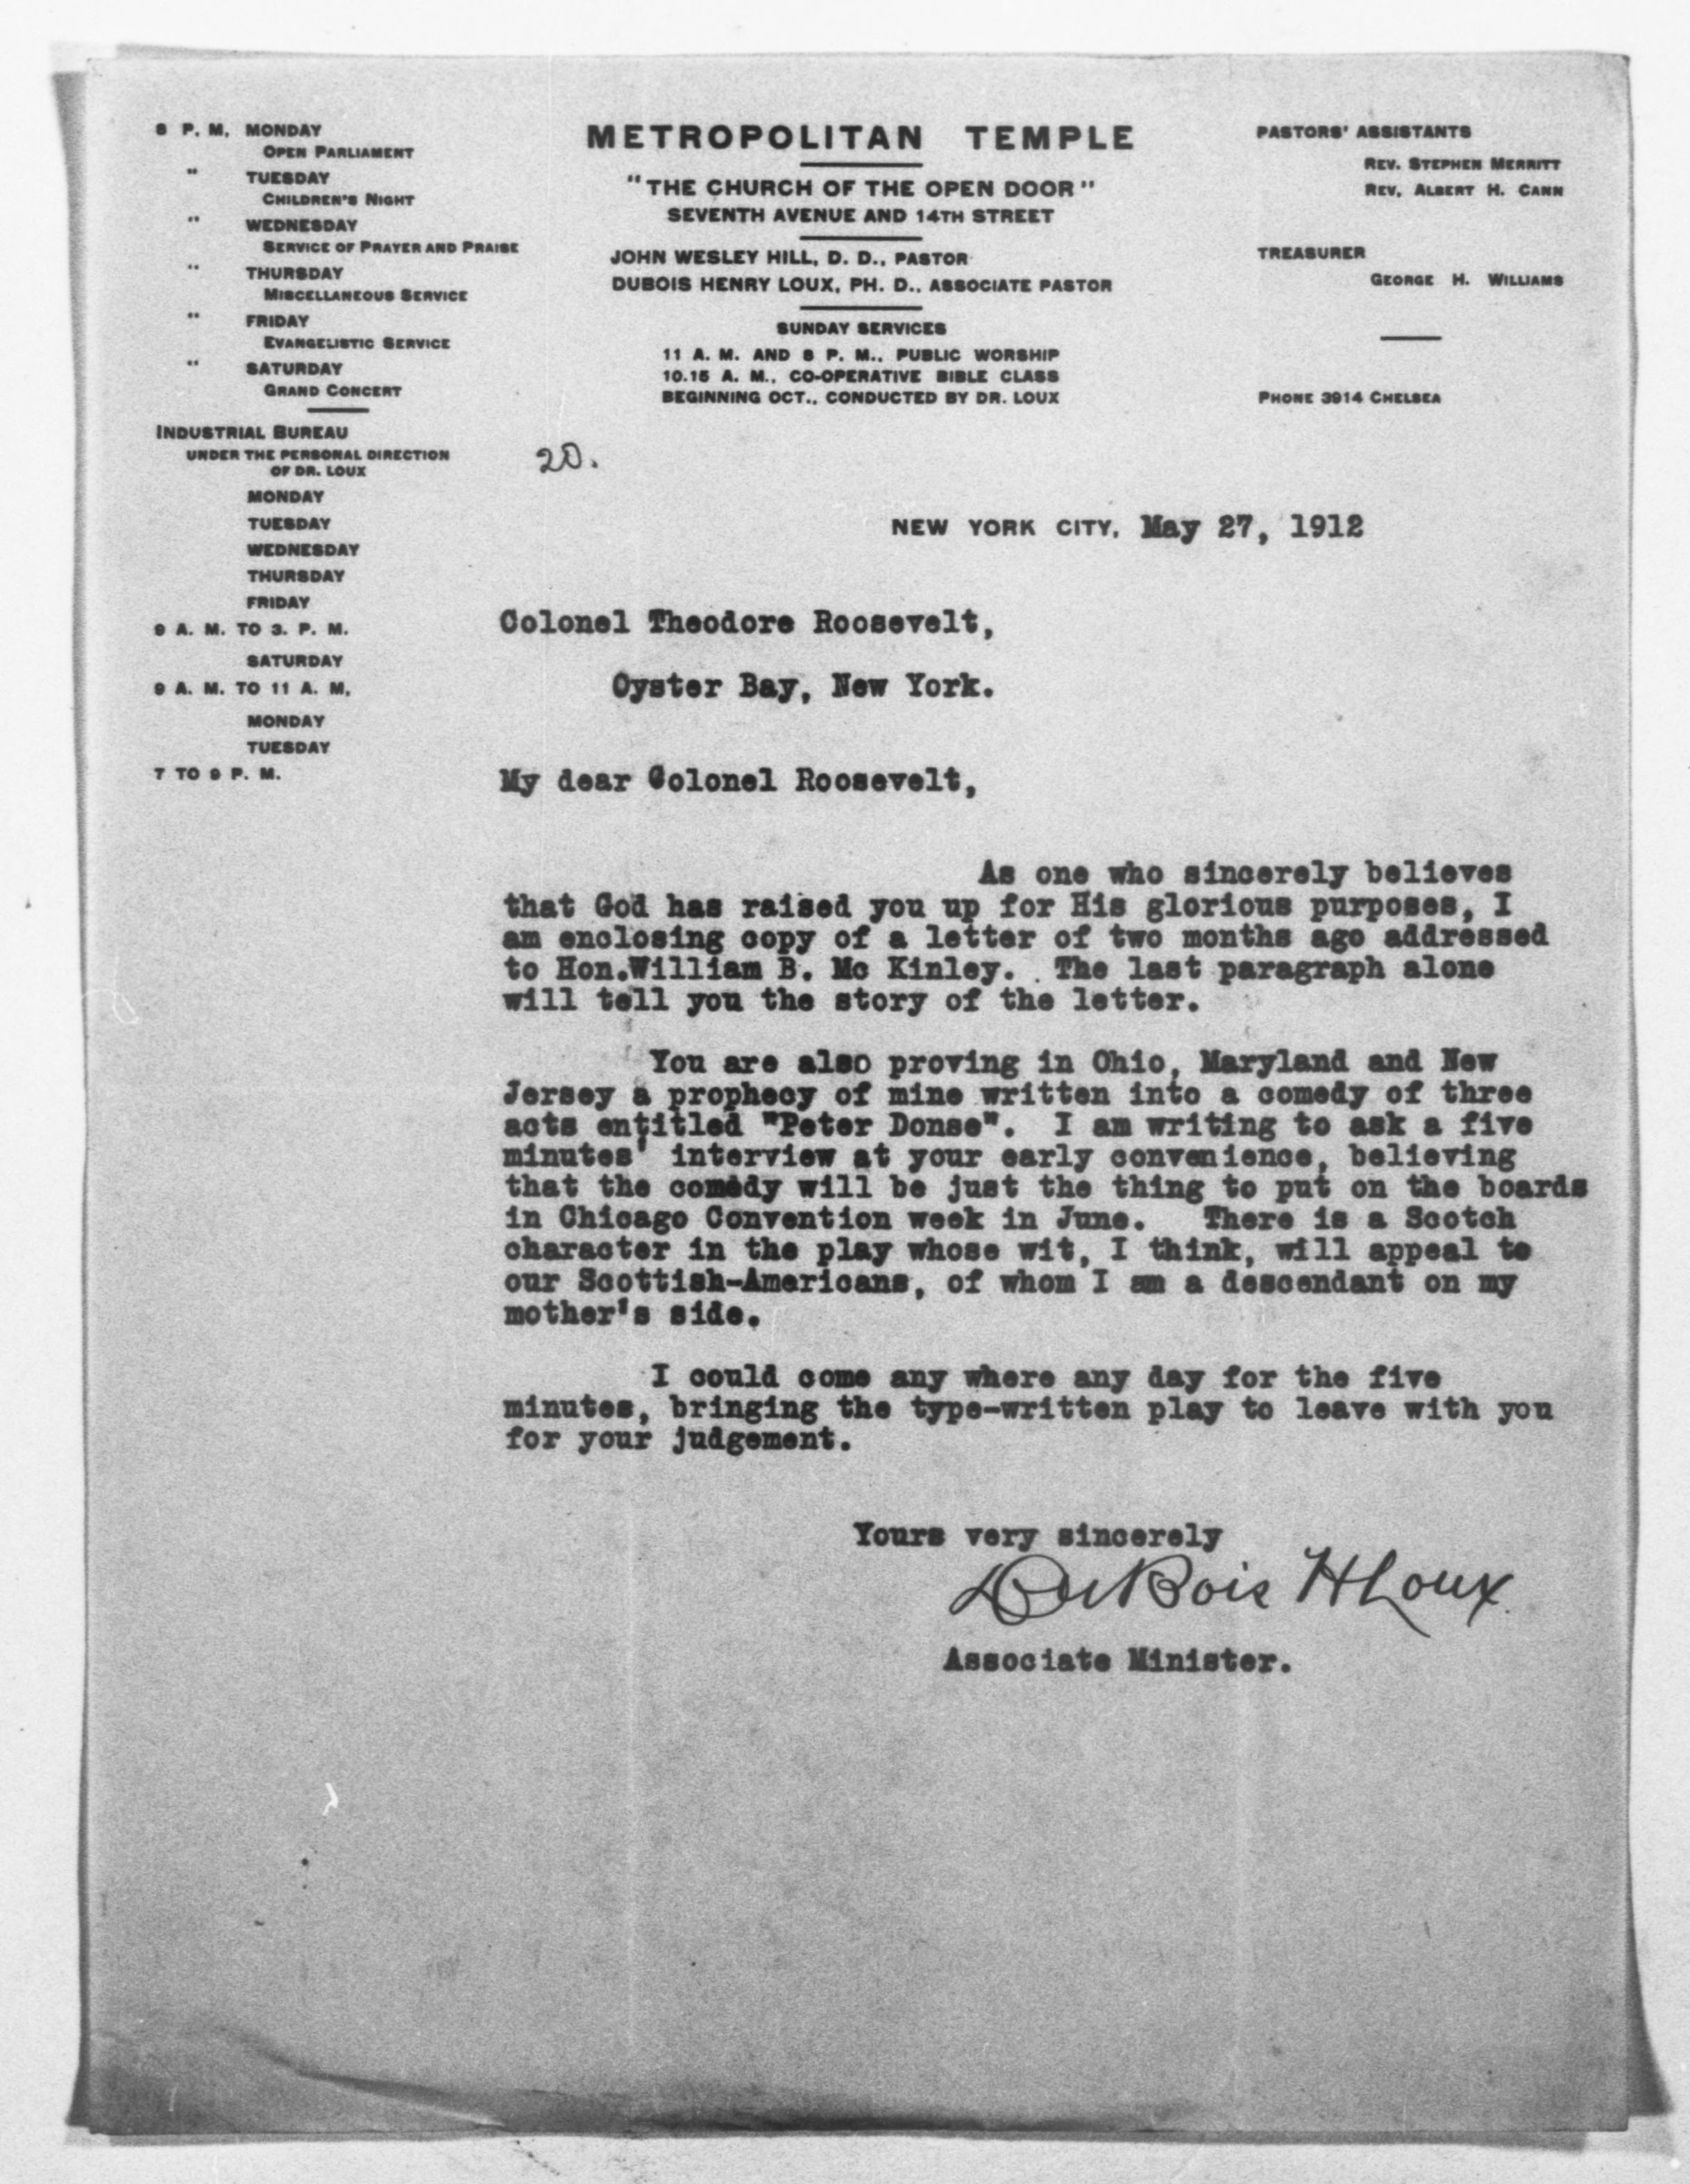 8 P. M. MONDAY
OPEN PARLIAMENT
" TUESDAY
CHILDREN'S NIGHT
" WEDNESDAY
SERVICE OF PRAYER AND PRAISE
" THURSDAY
MISCELLANEOUS SERVICE
" FRIDAY
EVANGELISTIC SERVICE
" SATURDAY
GRAND CONCERT
INDUSTRIAL BUREAU
UNDER THE PERSONAL DIRECTION
OF DR. LOUX
MONDAY
TUESDAY
WEDNESDAY
THURSDAY
FRIDAY
9 A. M. TO 3. P. M.
SATURDAY
9 A. M. TO 11 A. M.
MONDAY
TUESDAY
7 TO 9 P. M.
METROPOLITAN TEMPLE
"THE CHURCH OF THE OPEN DOOR"
SEVENTH AVENUE AND 14TH STREET
JOHN WESLEY HILL, D. D., PASTOR
DUBOIS HENRY LOUX, PH. D., ASSOCIATE PASTOR
SUNDAY SERVICES
11 A. M. AND 8 P. M., PUBLIC WORSHIP
10.15 A. M., CO-OPERATIVE BIBLE CLASS
BEGINNING OCT., CONDUCTED BY DR. LOUX
PASTORS' ASSISTANTS
REV. STEPHEN MERRITT
REV. ALBERT H. CANN
TREASURER
GEORGE H. WILLIAMS
PHONE 3914 CHELSEA
20.
NEW YORK CITY, May 27, 1912
Colonel Theodore Roosevelt,
Oyster Bay, New York.
My dear Colonel Roosevelt,
As one who sincerely believes
that God has raised you up for His glorious purposes, I
am enclosing copy of a letter of two months ago addressed
to Hon.William B. Mc Kinley. The last paragraph alone
will tell you the story of the letter.
You are also proving in Ohio, Maryland and New
Jersey a prophecy of mine written into a comedy of three
acts entitled "Peter Donse". I am writing to ask a five
minutes' interview at your early convenience, believing
that the comedy will be just the thing to put on the boards
in Chicago Convention week in June. There is a Scotch
character in the play whose wit, I think, will appeal to
our Scottish-Americans, of whom I am a descendant on my
mother's side.
I could come any where any day for the five
minutes, bringing the type-written play to leave with you
for your judgement.
Yours very sincerely
DuBois H Loux
Associate Minister.